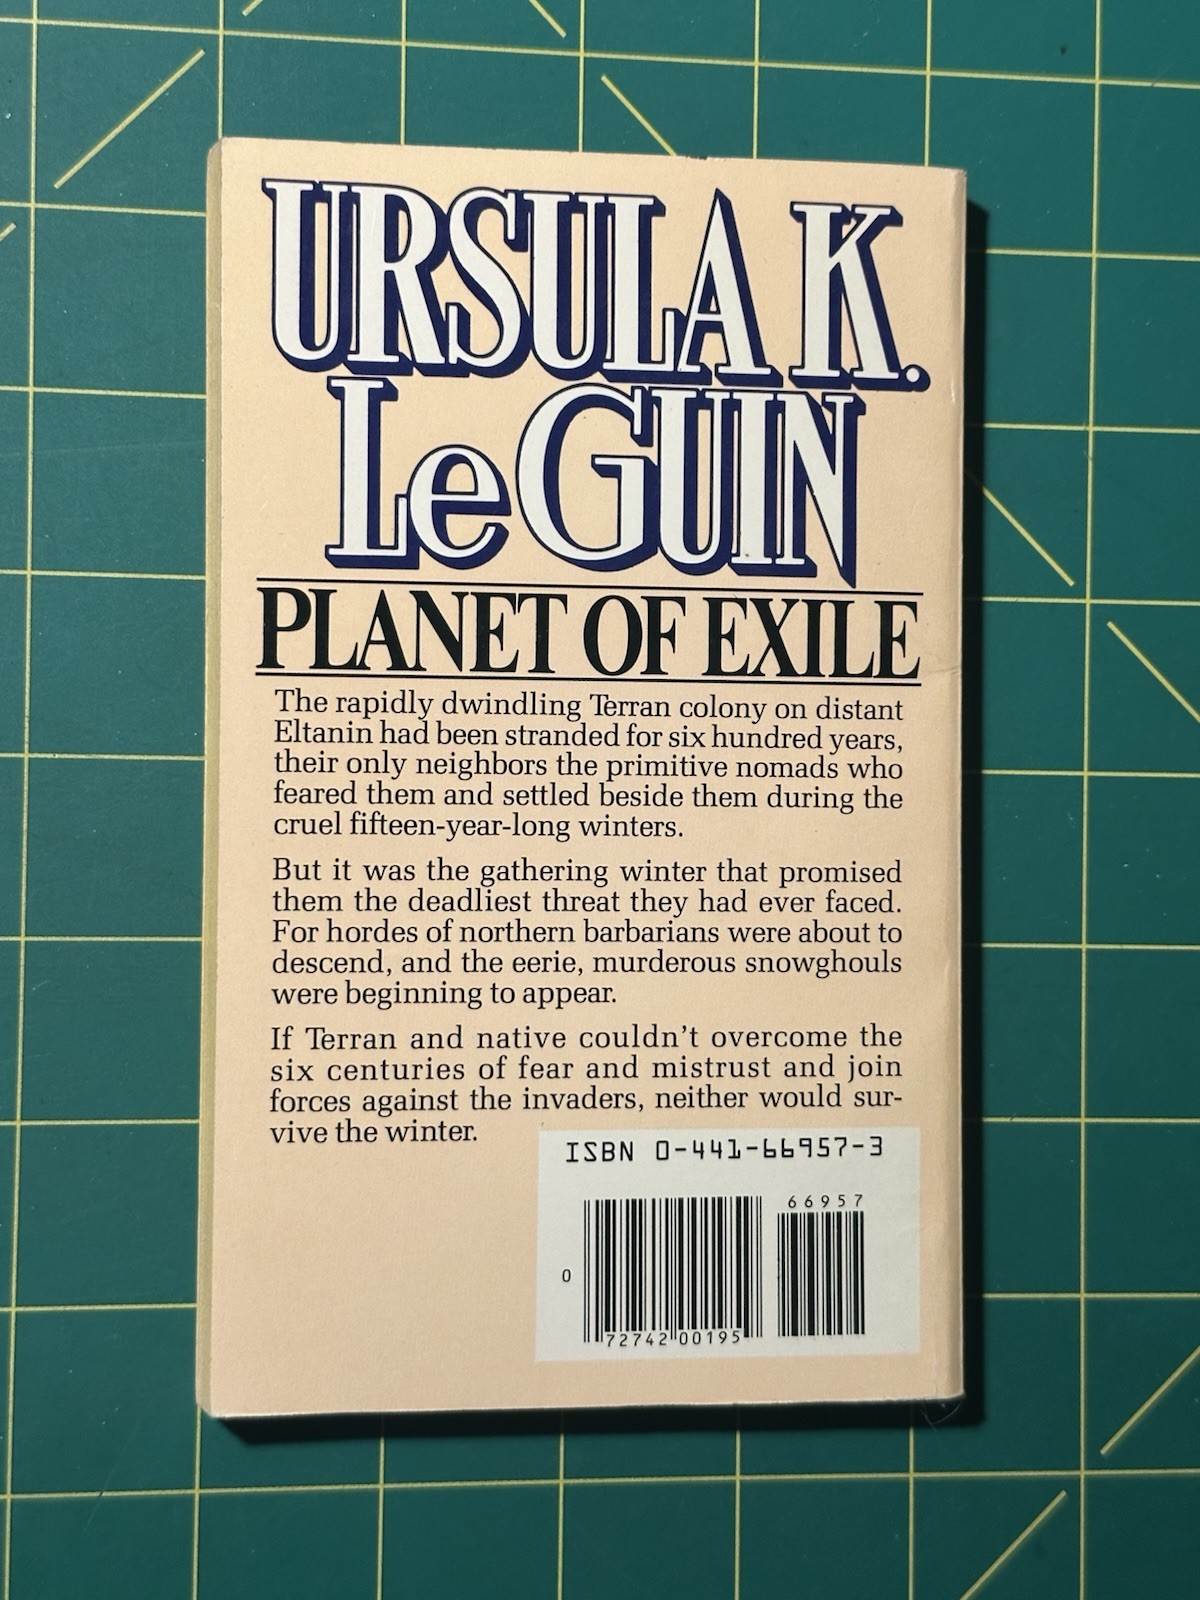 URSULA K.
Le GUIN
PLANET OF EXILE
The rapidly dwindling Terran colony on distant
Eltanin had been stranded for six hundred years,
their only neighbors the primitive nomads who
feared them and settled beside them during the
cruel fifteen-year-long winters.
But it was the gathering winter that promised
them the deadliest threat they had ever faced.
For hordes of northern barbarians were about to
descend, and the eerie, murderous snowghouls
were beginning to appear.
If Terran and native couldn't overcome the
six centuries of fear and mistrust and join
forces against the invaders, neither would sur-
vive the winter.
ISBN 0-441-66957-3
66957
0
72742 00195